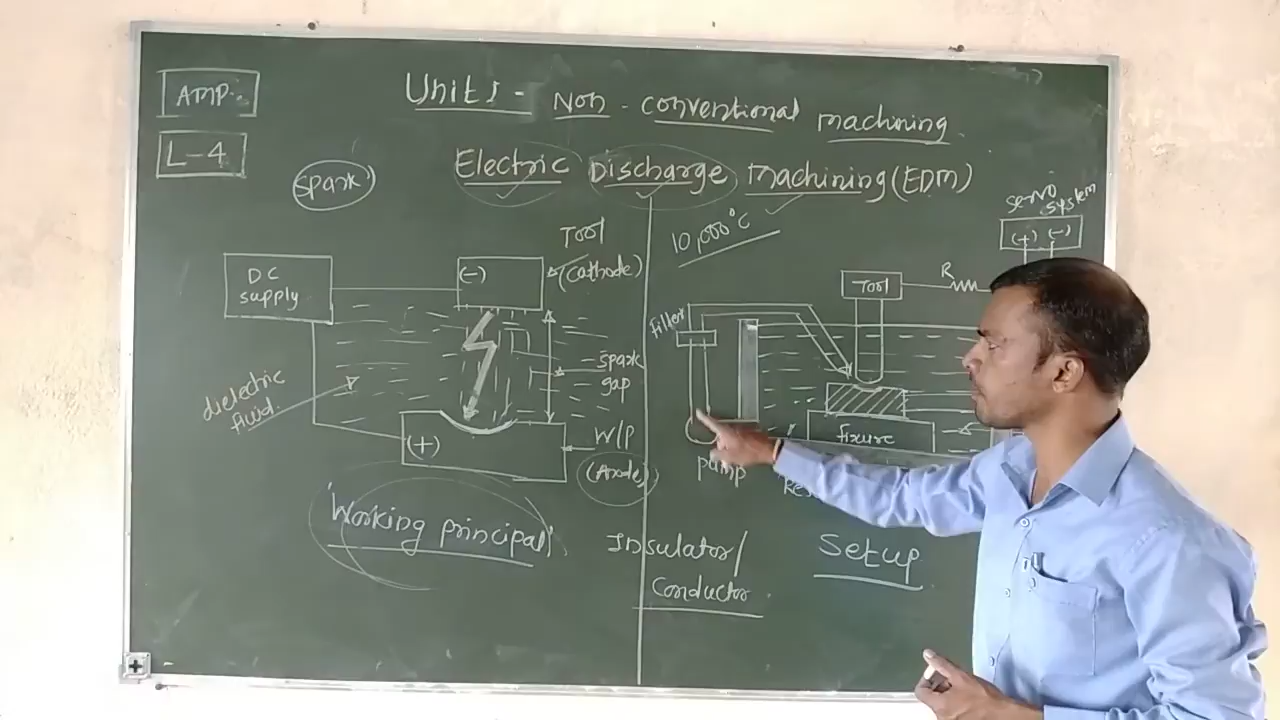 AMP
L-4
Unit 5 - Non - conventional machining
Electric Discharge Machining (EDM)
spark
10,000°C
servo
system
(+) (-)
DC
supply
(-)
Tool
(cathode)
Tool
R
Filter
spark
gap
dielectric
fluid.
(+)
W/P
(Anode)
fixure
pump
Working principal
Insulator/
Conductor
Setup